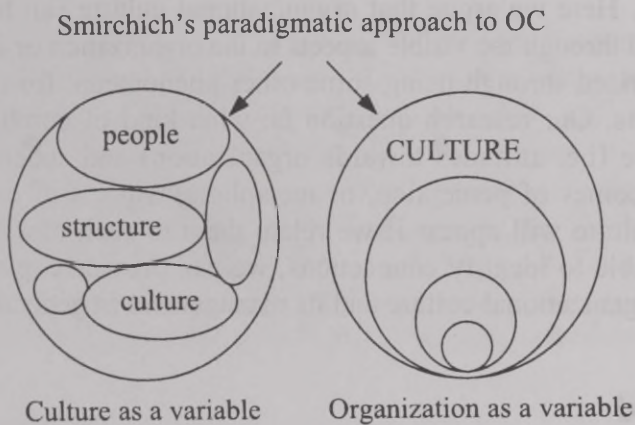 Smirchich's paradigmatic approach to OC
people
structure
culture
CULTURE
Culture as a variable
Organization as a variable